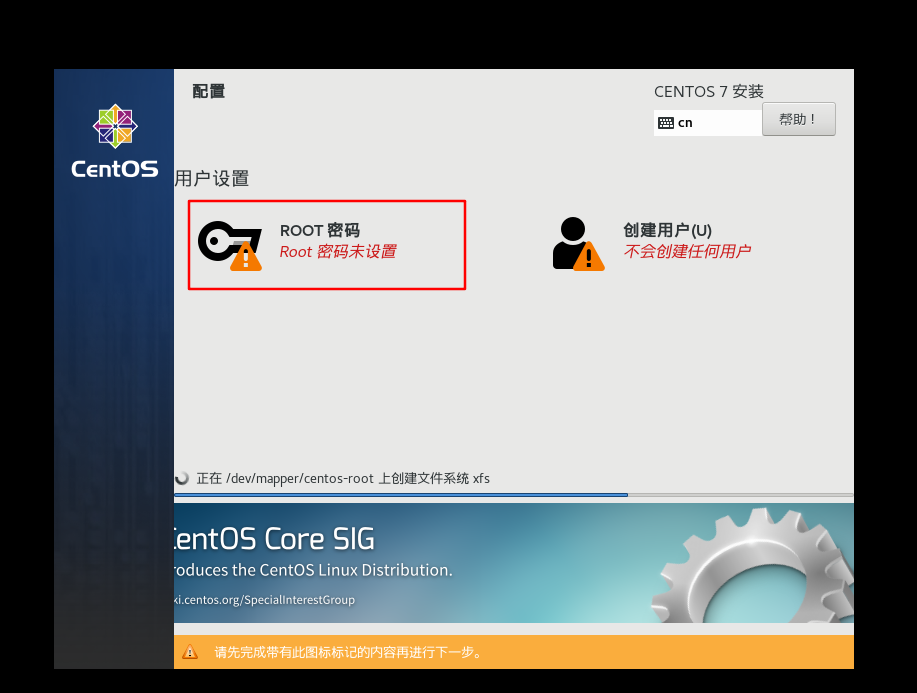 配置
CENTOS 7 安装
cn
帮助！
CentOS
用户设置
ROOT 密码
Root 密码未设置
创建用户(U)
不会创建任何用户
正在 /dev/mapper/centos-root 上创建文件系统 xfs
entOS Core SIG
roduces the CentOS Linux Distribution.
ki.centos.org/SpecialInterestGroup
请先完成带有此图标标记的内容再进行下一步。